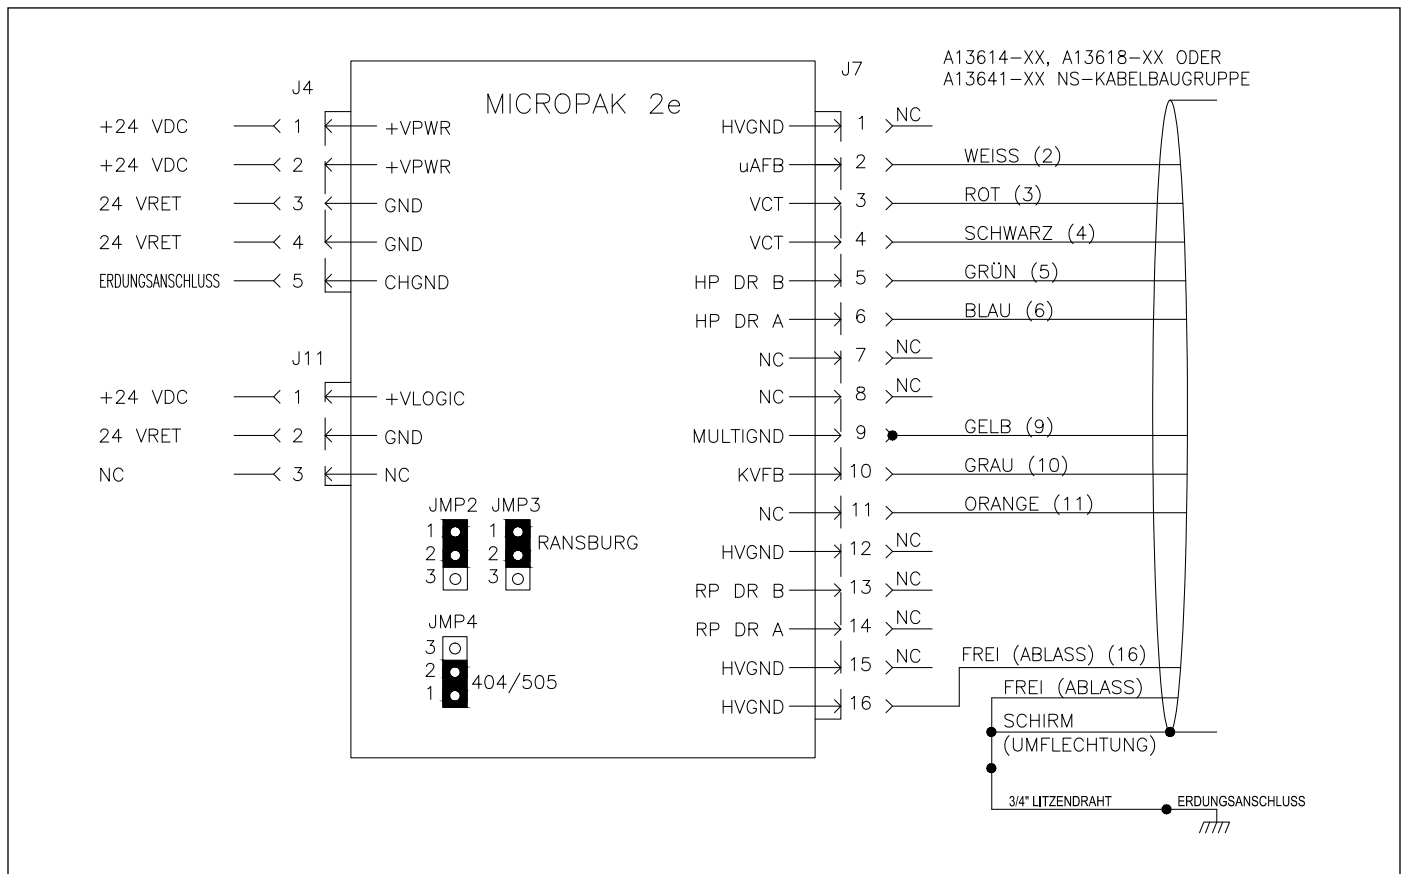 A13614-XX, A13618-XX ODER
A13641-XX NS-KABELBAUGRUPPE
MICROPAK 2e
J4
+24 VDC 1 +VPWR
+24 VDC 2 +VPWR
24 VRET 3 GND
24 VRET 4 GND
ERDUNGSANSCHLUSS 5 CHGND
J11
+24 VDC 1 +VLOGIC
24 VRET 2 GND
NC 3 NC
JMP2 JMP3
1 1
2 2 RANSBURG
3 3
JMP4
3
2
1 404/505
J7
HVGND 1 NC
uAFB 2 WEISS (2)
VCT 3 ROT (3)
VCT 4 SCHWARZ (4)
HP DR B 5 GRÜN (5)
HP DR A 6 BLAU (6)
NC 7 NC
NC 8 NC
MULTIGND 9 GELB (9)
KVFB 10 GRAU (10)
NC 11 ORANGE (11)
HVGND 12 NC
RP DR B 13 NC
RP DR A 14 NC
HVGND 15 NC
HVGND 16 FREI (ABLASS) (16)
FREI (ABLASS)
SCHIRM
(UMFLECHTUNG)
3/4" LITZENDRAHT ERDUNGSANSCHLUSS